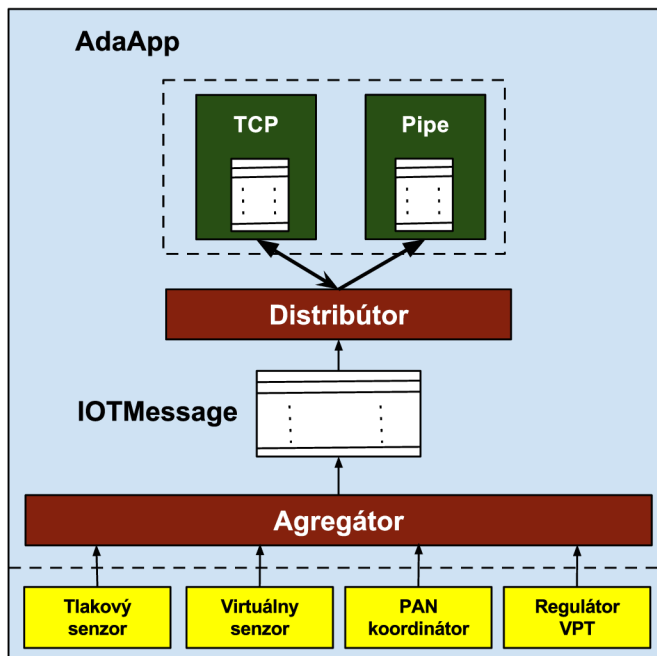 AdaApp
TCP
Pipe
Distribútor
IOTMessage
Agregátor
Tlakový
senzor
Virtuálny
senzor
PAN
koordinátor
Regulátor
VPT